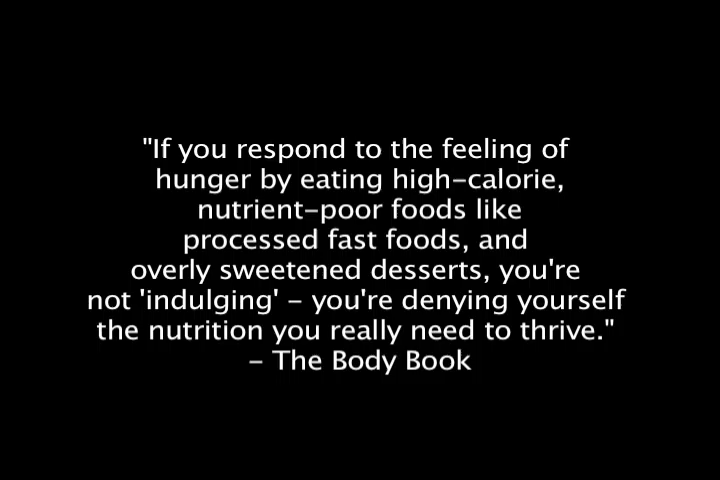 "If you respond to the feeling of
hunger by eating high-calorie,
nutrient-poor foods like
processed fast foods, and
overly sweetened desserts, you're
not 'indulging' - you're denying yourself
the nutrition you really need to thrive."
- The Body Book